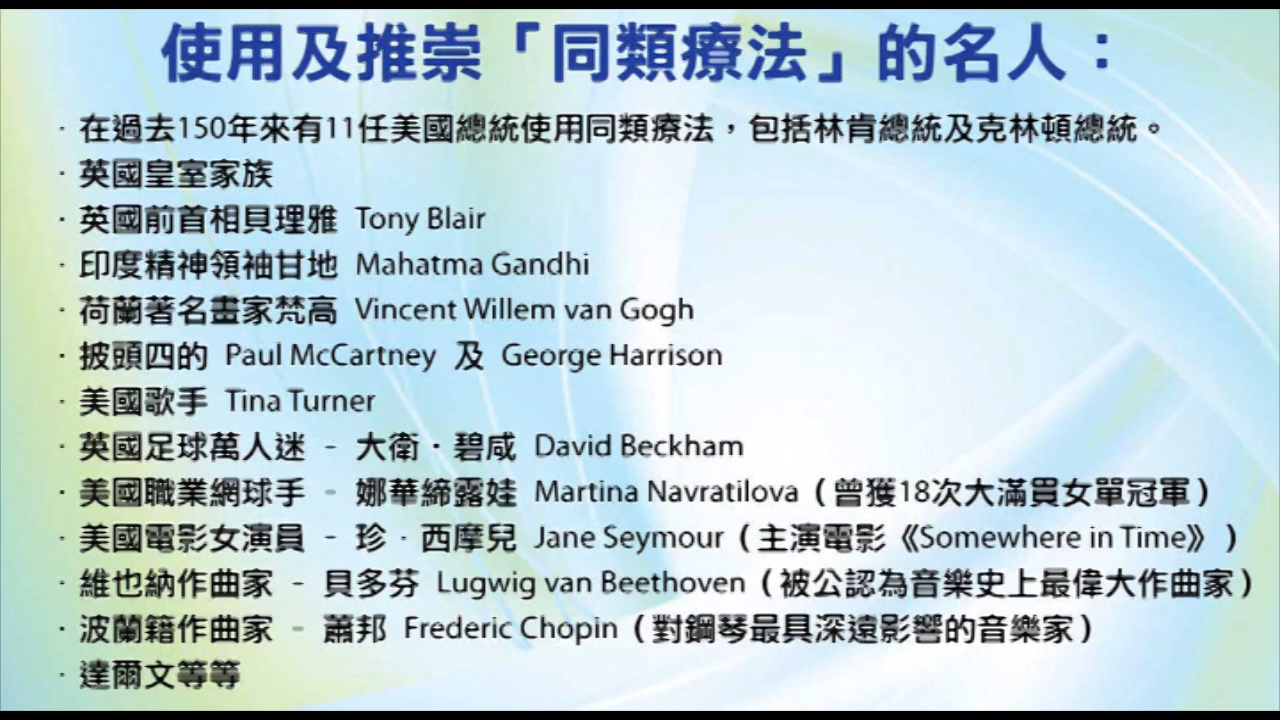 使用及推崇「同類療法」的名人：
· 在過去150年來有11任美國總統使用同類療法，包括林肯總統及克林頓總統。
· 英國皇室家族
· 英國前首相貝理雅 Tony Blair
· 印度精神領袖甘地 Mahatma Gandhi
· 荷蘭著名畫家梵高 Vincent Willem van Gogh
· 披頭四的 Paul McCartney 及 George Harrison
· 美國歌手 Tina Turner
· 英國足球萬人迷 – 大衛·碧咸 David Beckham
· 美國職業網球手 – 娜華締露娃 Martina Navratilova（曾獲18次大滿貫女單冠軍）
· 美國電影女演員 – 珍·西摩兒 Jane Seymour（主演電影《Somewhere in Time》）
· 維也納作曲家 – 貝多芬 Lugwig van Beethoven（被公認為音樂史上最偉大作曲家）
· 波蘭籍作曲家 – 蕭邦 Frederic Chopin（對鋼琴最具深遠影響的音樂家）
· 達爾文等等